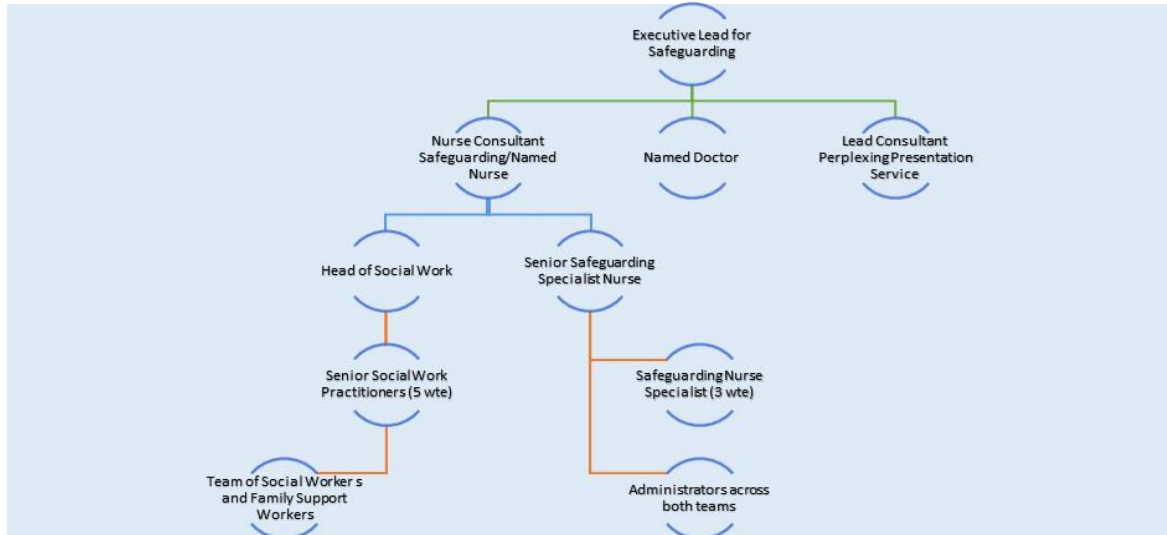 Executive Lead for
Safeguarding
Nurse Consultant
Safeguarding/Named
Nurse
Named Doctor
Lead Consultant
Perplexing Presentation
Service
Head of Social Work
Senior Safeguarding
Specialist Nurse
Senior Social Work
Practitioners (5 wte)
Safeguarding Nurse
Specialist (3 wte)
Team of Social Worker s
and Family Support
Workers
Administrators across
both teams